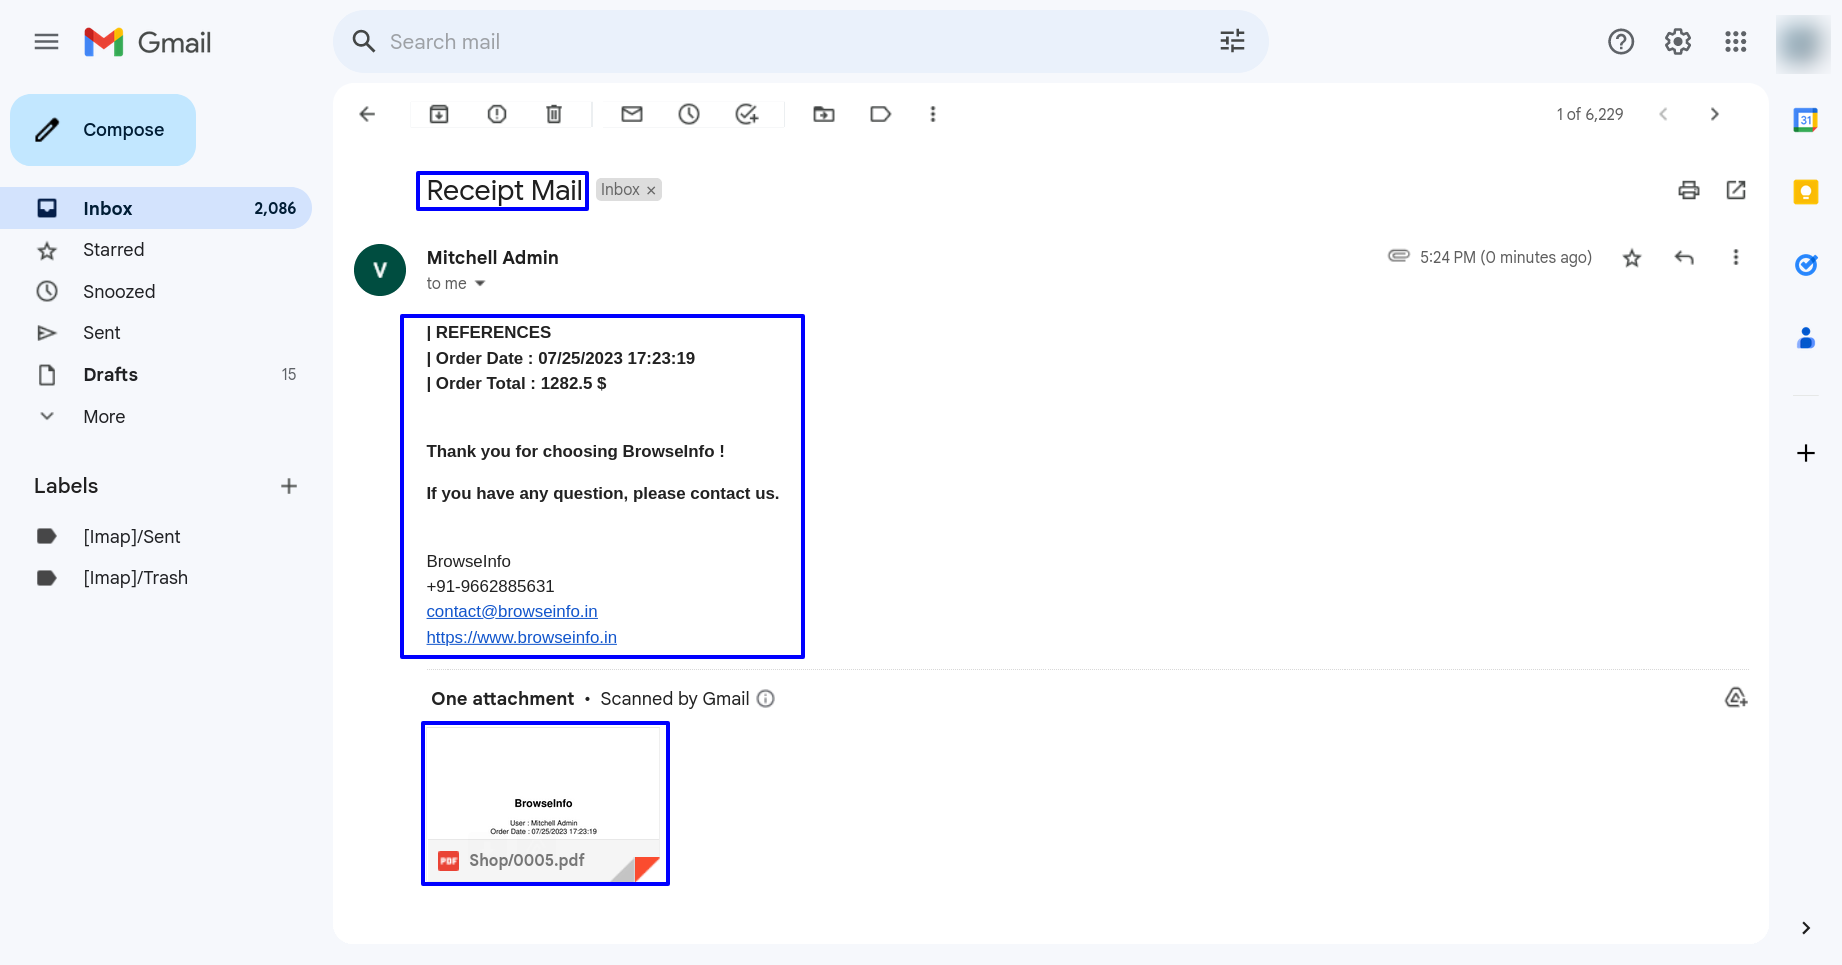 Gmail
Search mail
Compose
Inbox 2,086
Starred
Snoozed
Sent
Drafts 15
More
Labels
[Imap]/Sent
[Imap]/Trash
1 of 6,229
Receipt Mail Inbox ×
V
Mitchell Admin
5:24 PM (0 minutes ago)
to me
| REFERENCES
| Order Date : 07/25/2023 17:23:19
| Order Total : 1282.5 $
Thank you for choosing BrowseInfo !
If you have any question, please contact us.
BrowseInfo
+91-9662885631
contact@browseinfo.in
https://www.browseinfo.in
One attachment • Scanned by Gmail
BrowseInfo
User : Mitchell Admin
Order Date : 07/25/2023 17:23:19
PDF Shop/0005.pdf
31